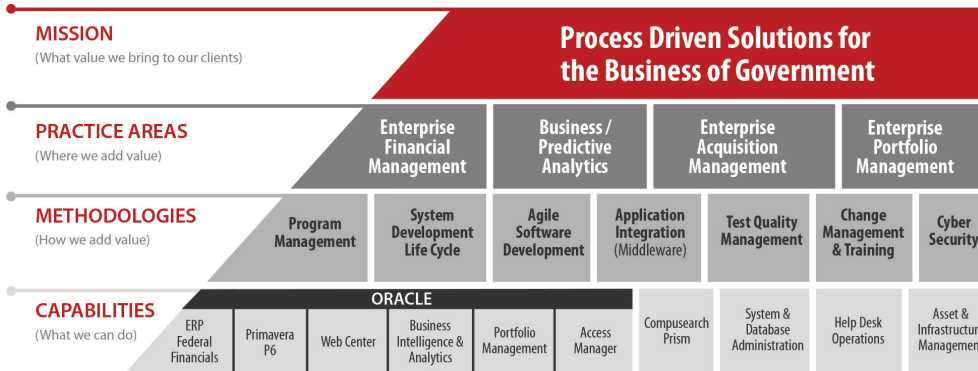 MISSION
(What value we bring to our clients)
Process Driven Solutions for
the Business of Government
PRACTICE AREAS
(Where we add value)
Enterprise
Financial
Management
Business /
Predictive
Analytics
Enterprise
Acquisition
Management
Enterprise
Portfolio
Management
METHODOLOGIES
(How we add value)
Program
Management
System
Development
Life Cycle
Agile
Software
Development
Application
Integration
(Middleware)
Test Quality
Management
Change
Management
& Training
Cyber
Security
CAPABILITIES
(What we can do)
ORACLE
ERP
Federal
Financials
Primavera
P6
Web Center
Business
Intelligence &
Analytics
Portfolio
Management
Access
Manager
Compusearch
Prism
System &
Database
Administration
Help Desk
Operations
Asset &
Infrastructur
Management